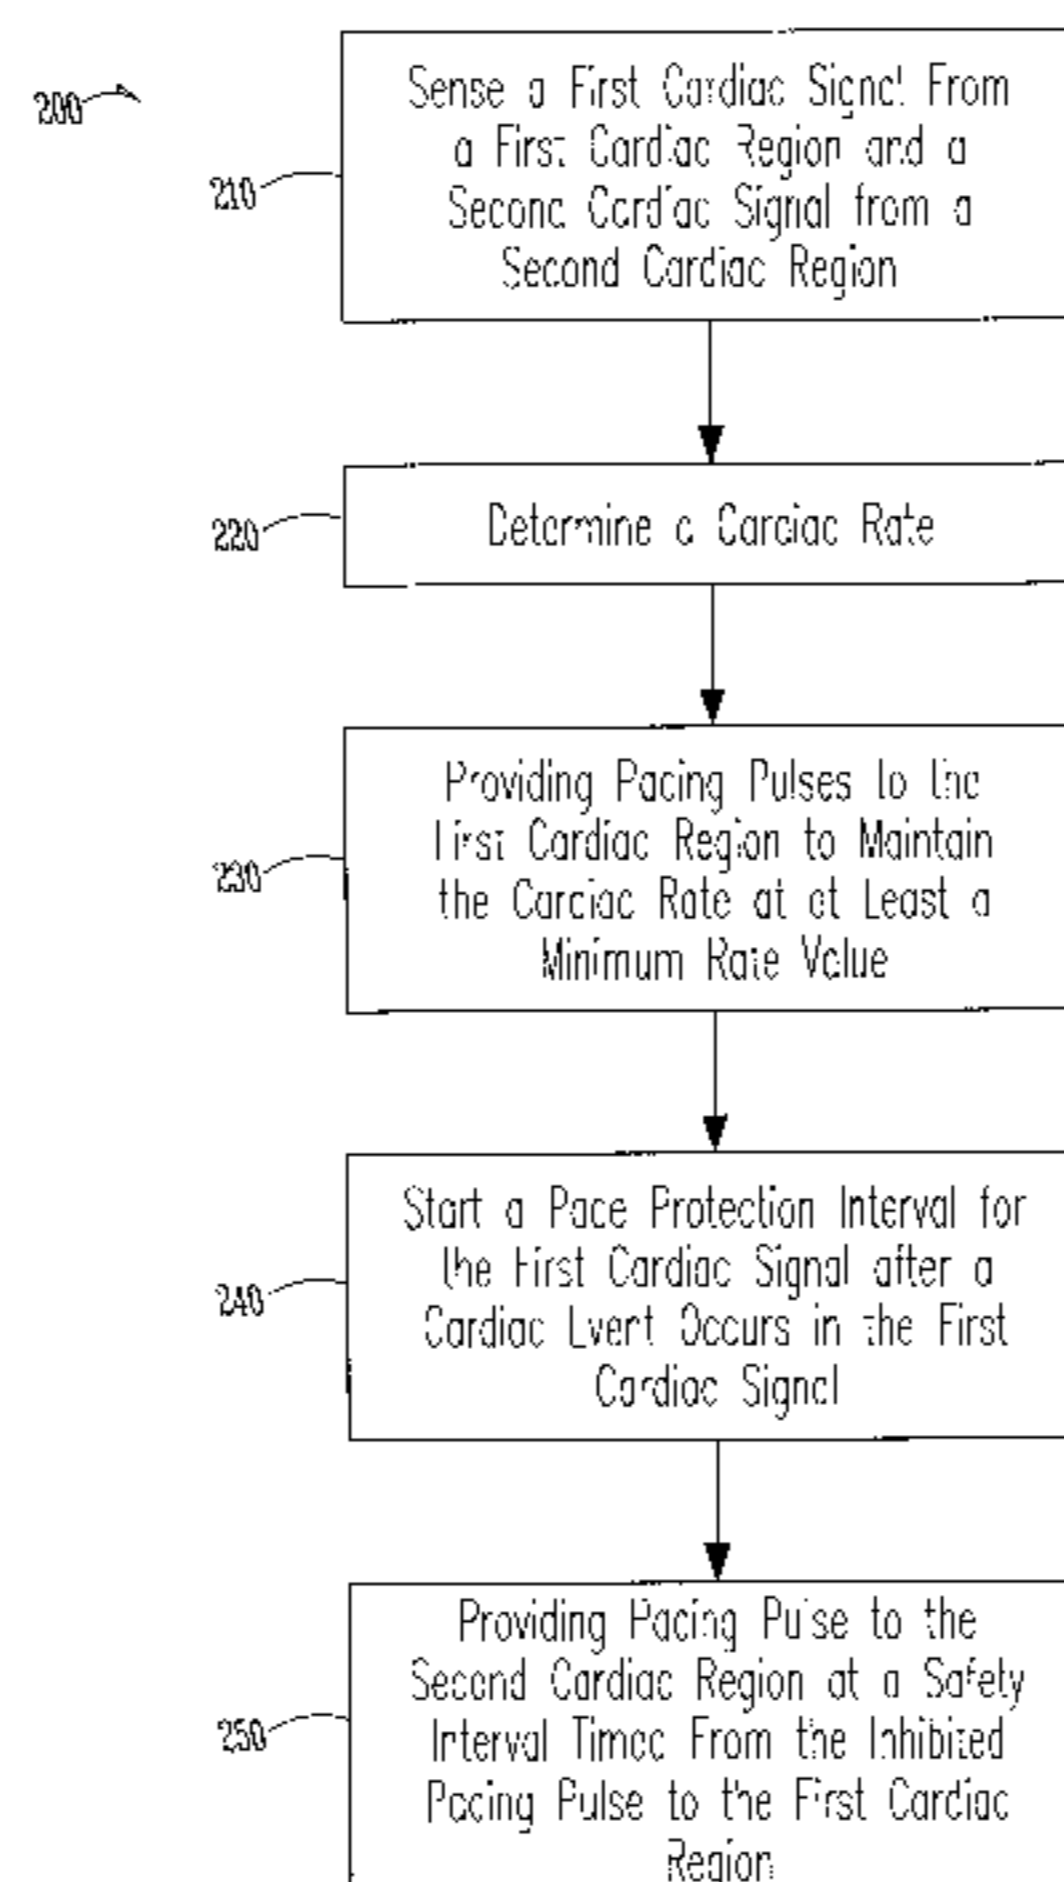 200
Sense a First Cardiac Signal From
a First Cardiac Region and a
Second Cardiac Signal from a
Second Cardiac Region
210
Determine a Cardiac Rate
220
Providing Pacing Pulses to the
First Cardiac Region to Maintain
the Cardiac Rate at at Least a
Minimum Rate Value
230
Start a Pace Protection Interval for
the First Cardiac Signal after a
Cardiac Event Occurs in the First
Cardiac Signal
240
Providing Pacing Pulse to the
Second Cardiac Region at a Safety
Interval Timed From the Inhibited
Pacing Pulse to the First Cardiac
Region
250